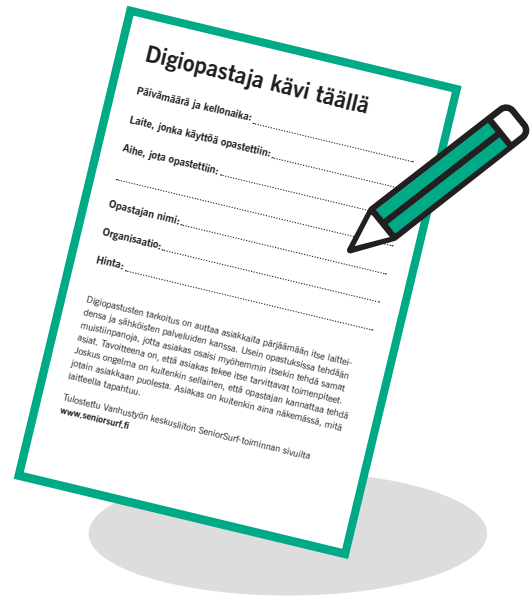 Digiopastaja kävi täällä
Päivämäärä ja kellonaika:
Laite, jonka käyttöä opastettiin:
Aihe, jota opastettiin:
Opastajan nimi:
Organisaatio:
Hinta:
Digiopastusten tarkoitus on auttaa asiakkaita pärjäämään itse laittei-
densa ja sähköisten palveluiden kanssa. Usein opastuksissa tehdään
muistiinpanoja, jotta asiakas osaisi myöhemmin itsekin tehdä samat
asiat. Tavoitteena on, että asiakas tekee itse tarvittavat toimenpiteet.
Joskus ongelma on kuitenkin sellainen, että opastajan kannattaa tehdä
jotain asiakkaan puolesta. Asiakas on kuitenkin aina näkemässä, mitä
laitteella tapahtuu.
Tulostettu Vanhustyön keskusliiton SeniorSurf-toiminnan sivuilta
www.seniorsurf.fi